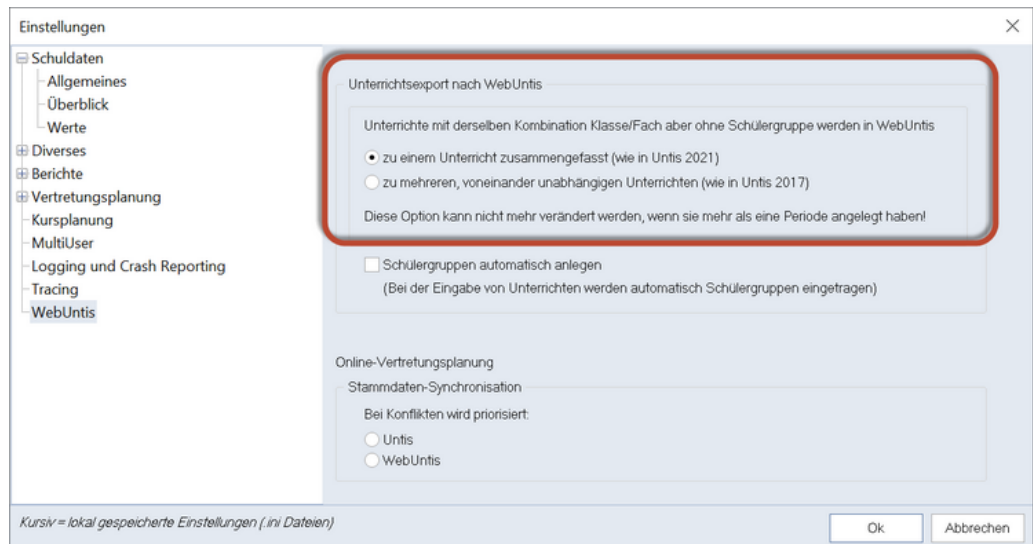 Einstellungen
Schuldaten
Allgemeines
Überblick
Werte
Diverses
Berichte
Vertretungsplanung
Kursplanung
MultiUser
Logging und Crash Reporting
Tracing
WebUntis
Unterrichtsexport nach WebUntis
Unterrichte mit derselben Kombination Klasse/Fach aber ohne Schülergruppe werden in WebUntis
zu einem Unterricht zusammengefasst (wie in Untis 2021)
zu mehreren, voneinander unabhängigen Unterrichten (wie in Untis 2017)
Diese Option kann nicht mehr verändert werden, wenn sie mehr als eine Periode angelegt haben!
Schülergruppen automatisch anlegen
(Bei der Eingabe von Unterrichten werden automatisch Schülergruppen eingetragen)
Online-Vertretungsplanung
Stammdaten-Synchronisation
Bei Konflikten wird priorisiert:
Untis
WebUntis
Kursiv = lokal gespeicherte Einstellungen (.ini Dateien)
Ok
Abbrechen